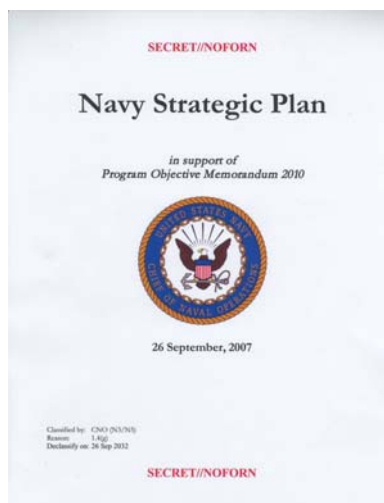 SECRET//NOFORN
Navy Strategic Plan
in support of
Program Objective Memorandum 2010
UNITED STATES NAVY
CHIEF OF NAVAL OPERATIONS
26 September, 2007
Classified by: CNO (N3/N5)
Reason: 1.4(g)
Declassify on: 26 Sep 2032
SECRET//NOFORN